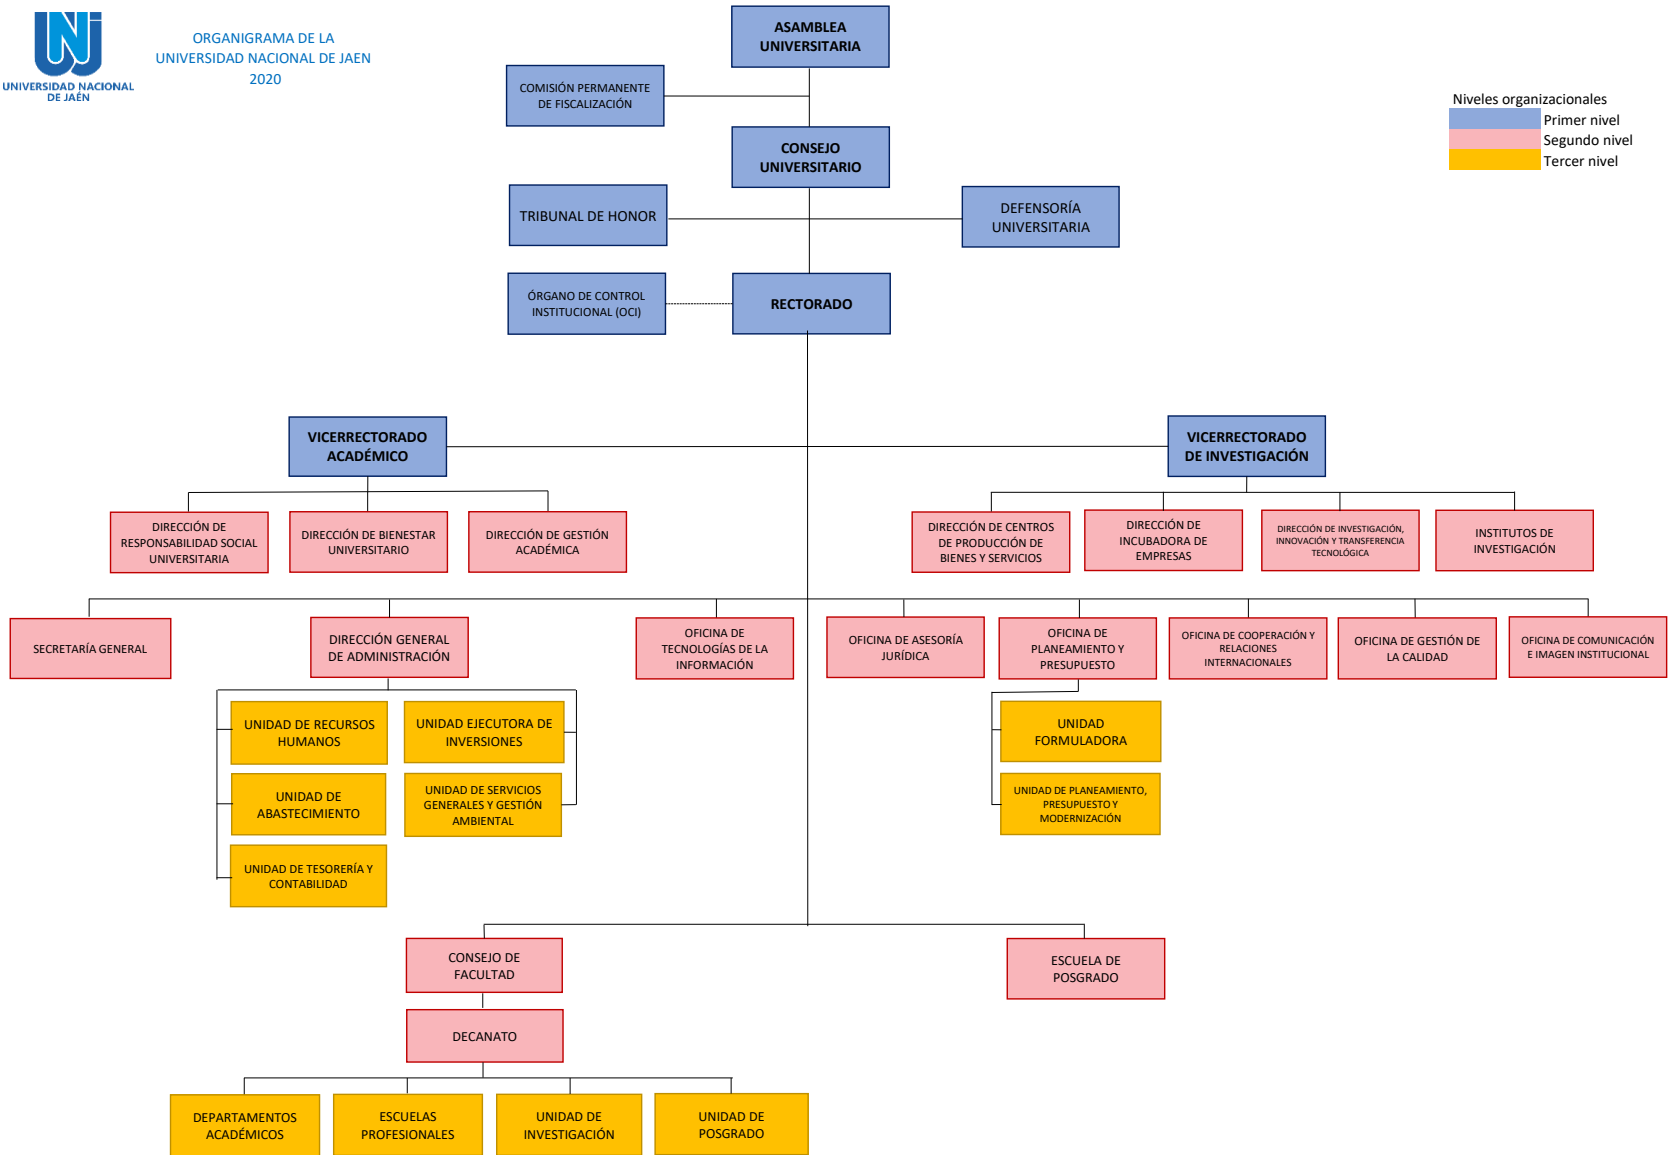 UNIVERSIDAD NACIONAL
DE JAÉN
ORGANIGRAMA DE LA
UNIVERSIDAD NACIONAL DE JAEN
2020
ASAMBLEA
UNIVERSITARIA
COMISIÓN PERMANENTE
DE FISCALIZACIÓN
Niveles organizacionales
Primer nivel
Segundo nivel
Tercer nivel
CONSEJO
UNIVERSITARIO
TRIBUNAL DE HONOR
DEFENSORÍA
UNIVERSITARIA
ÓRGANO DE CONTROL
INSTITUCIONAL (OCI)
RECTORADO
VICERRECTORADO
ACADÉMICO
VICERRECTORADO
DE INVESTIGACIÓN
DIRECCIÓN DE
RESPONSABILIDAD SOCIAL
UNIVERSITARIA
DIRECCIÓN DE BIENESTAR
UNIVERSITARIO
DIRECCIÓN DE GESTIÓN
ACADÉMICA
DIRECCIÓN DE CENTROS
DE PRODUCCIÓN DE
BIENES Y SERVICIOS
DIRECCIÓN DE
INCUBADORA DE
EMPRESAS
DIRECCIÓN DE INVESTIGACIÓN,
INNOVACIÓN Y TRANSFERENCIA
TECNOLÓGICA
INSTITUTOS DE
INVESTIGACIÓN
SECRETARÍA GENERAL
DIRECCIÓN GENERAL
DE ADMINISTRACIÓN
OFICINA DE
TECNOLOGÍAS DE LA
INFORMACIÓN
OFICINA DE ASESORÍA
JURÍDICA
OFICINA DE
PLANEAMIENTO Y
PRESUPUESTO
OFICINA DE COOPERACIÓN Y
RELACIONES
INTERNACIONALES
OFICINA DE GESTIÓN DE
LA CALIDAD
OFICINA DE COMUNICACIÓN
E IMAGEN INSTITUCIONAL
UNIDAD DE RECURSOS
HUMANOS
UNIDAD EJECUTORA DE
INVERSIONES
UNIDAD
FORMULADORA
UNIDAD DE
ABASTECIMIENTO
UNIDAD DE SERVICIOS
GENERALES Y GESTIÓN
AMBIENTAL
UNIDAD DE PLANEAMIENTO,
PRESUPUESTO Y
MODERNIZACIÓN
UNIDAD DE TESORERÍA Y
CONTABILIDAD
CONSEJO DE
FACULTAD
ESCUELA DE
POSGRADO
DECANATO
DEPARTAMENTOS
ACADÉMICOS
ESCUELAS
PROFESIONALES
UNIDAD DE
INVESTIGACIÓN
UNIDAD DE
POSGRADO